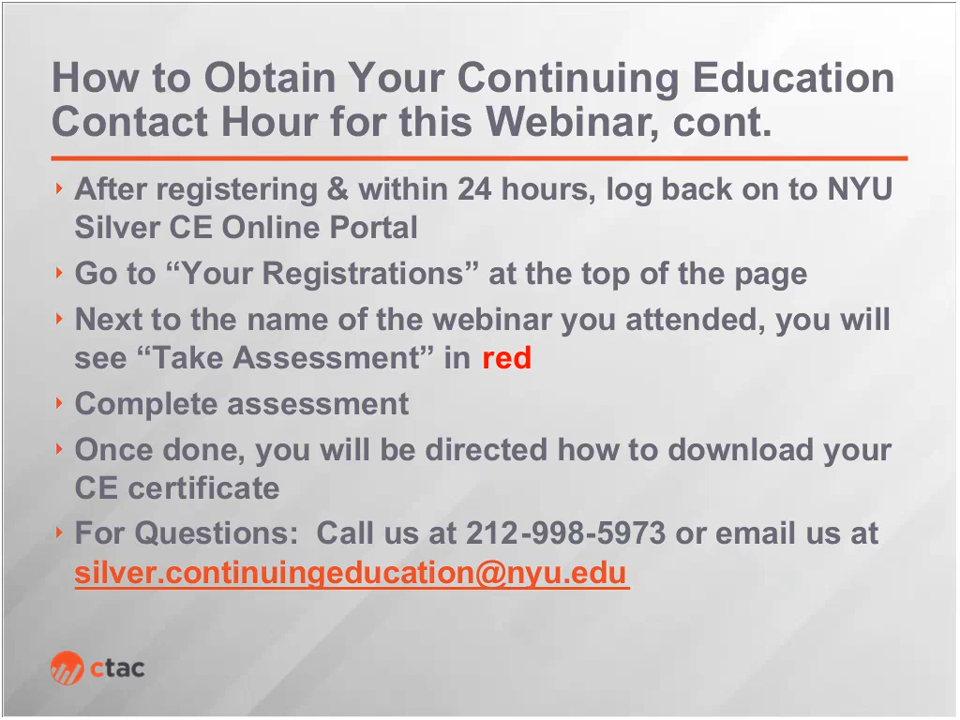 How to Obtain Your Continuing Education
Contact Hour for this Webinar, cont.
‣ After registering & within 24 hours, log back on to NYU
Silver CE Online Portal
‣ Go to “Your Registrations” at the top of the page
‣ Next to the name of the webinar you attended, you will
see “Take Assessment” in red
‣ Complete assessment
‣ Once done, you will be directed how to download your
CE certificate
‣ For Questions:  Call us at 212-998-5973 or email us at
silver.continuingeducation@nyu.edu
ctac